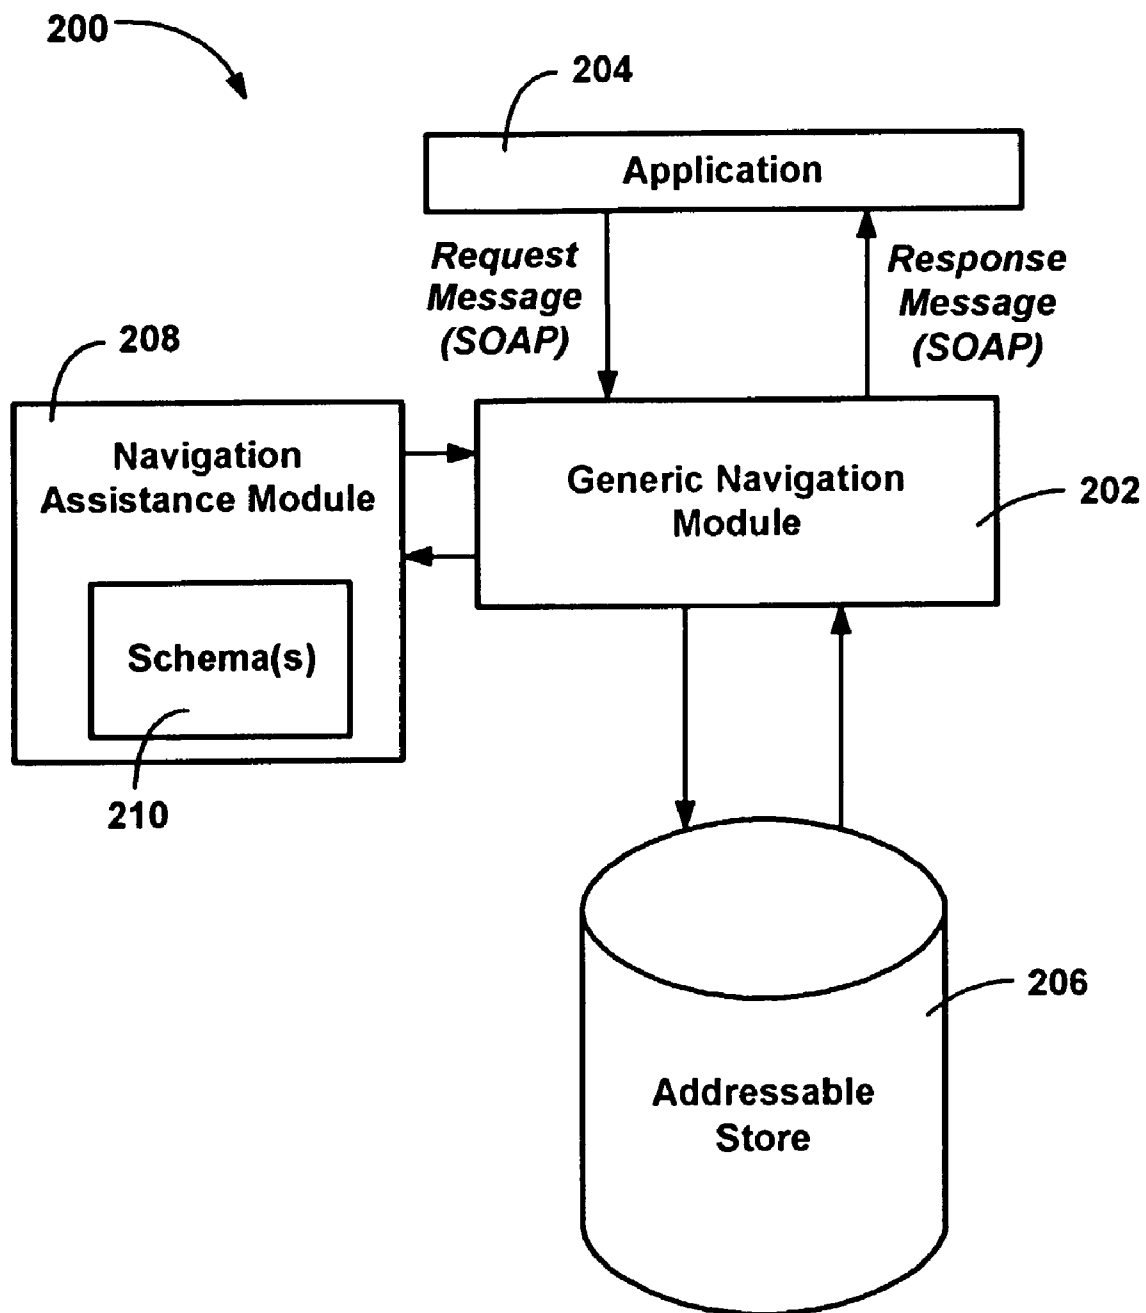 200
204
Application
Request
Message
(SOAP)
Response
Message
(SOAP)
208
Navigation
Assistance Module
Generic Navigation
Module
202
Schema(s)
210
206
Addressable
Store